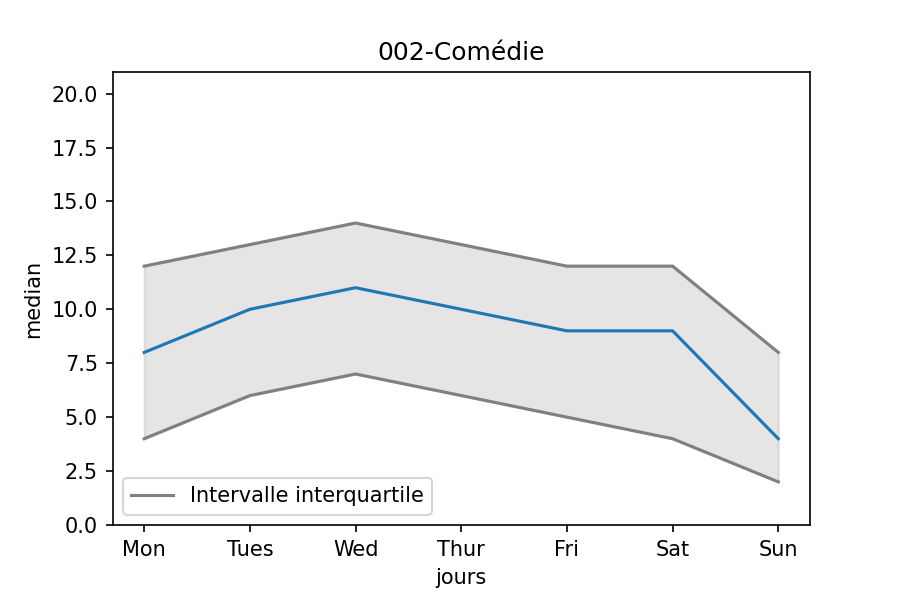 002-Comédie
20.0
17.5
15.0
12.5
10.0
7.5
5.0
2.5
0.0
median
Intervalle interquartile
Mon Tues Wed Thur Fri Sat Sun
jours